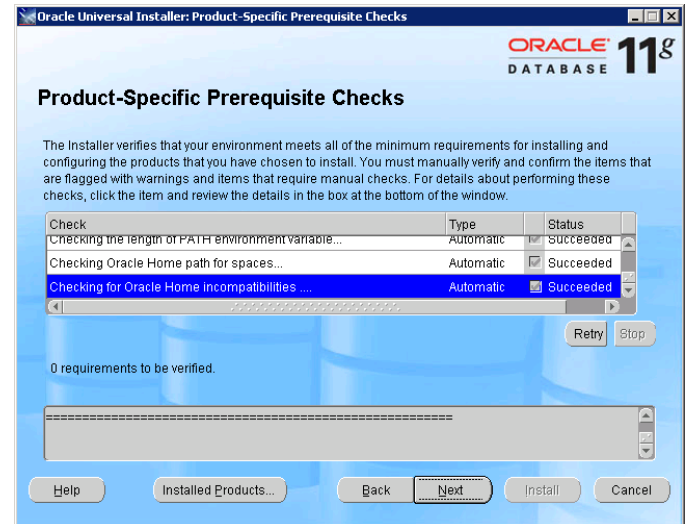 Oracle Universal Installer: Product-Specific Prerequisite Checks
ORACLE 11g
DATABASE
Product-Specific Prerequisite Checks
The Installer verifies that your environment meets all of the minimum requirements for installing and
configuring the products that you have chosen to install. You must manually verify and confirm the items that
are flagged with warnings and items that require manual checks. For details about performing these
checks, click the item and review the details in the box at the bottom of the window.
Check Type Status
Checking the length of PATH environment variable... Automatic Succeeded
Checking Oracle Home path for spaces... Automatic Succeeded
Checking for Oracle Home incompatibilities .... Automatic Succeeded
Retry Stop
0 requirements to be verified.
=======================================================
Help Installed Products... Back Next Install Cancel